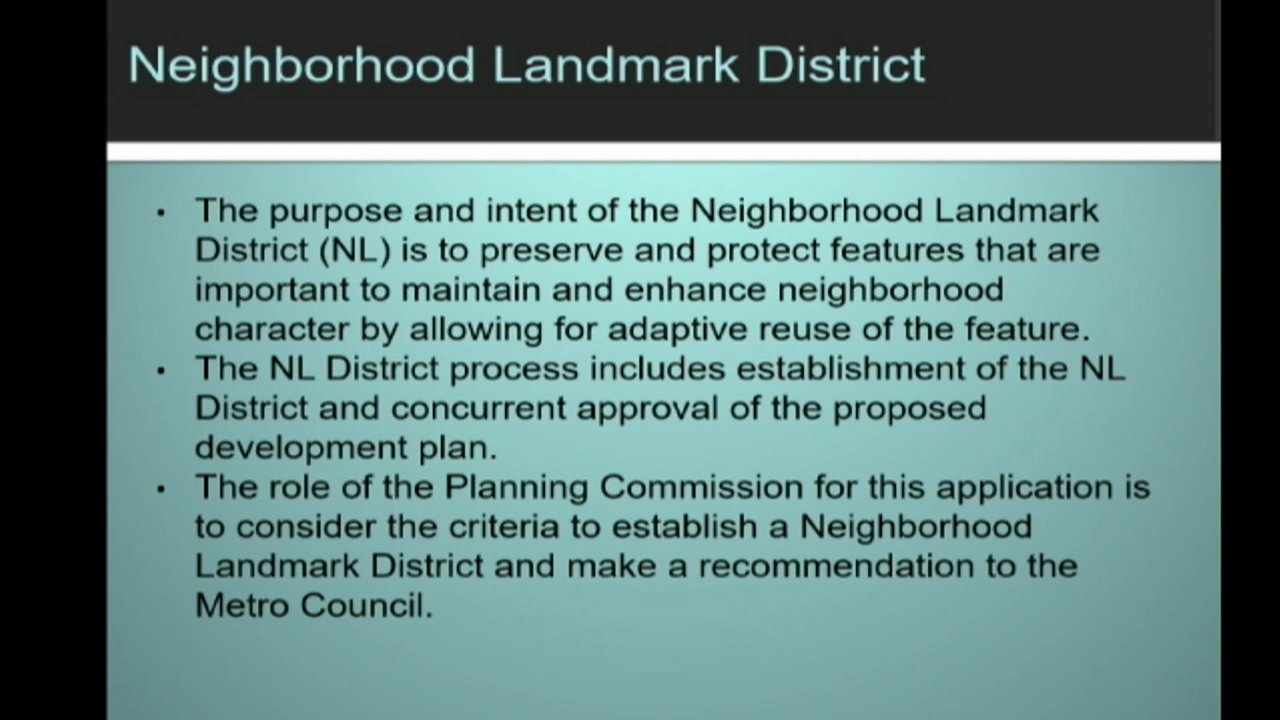 Neighborhood Landmark District
• The purpose and intent of the Neighborhood Landmark
District (NL) is to preserve and protect features that are
important to maintain and enhance neighborhood
character by allowing for adaptive reuse of the feature.
• The NL District process includes establishment of the NL
District and concurrent approval of the proposed
development plan.
• The role of the Planning Commission for this application is
to consider the criteria to establish a Neighborhood
Landmark District and make a recommendation to the
Metro Council.